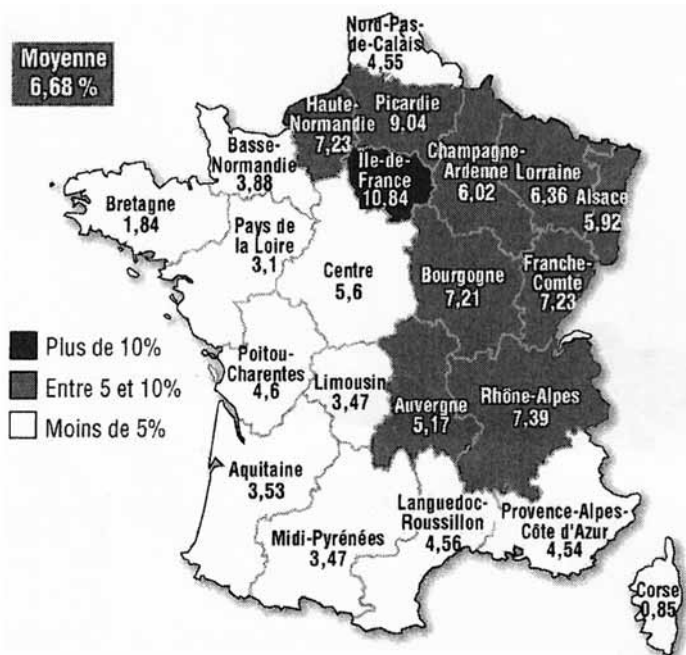 Moyenne
6,68 %
Nord-Pas-
de-Calais
4,55
Haute-
Normandie
7,23
Picardie
9.04
Basse-
Normandie
3,88
Île-de-
France
10,84
Champagne-
Ardenne
6,02
Lorraine
6,36
Alsace
5,92
Bretagne
1,84
Pays de
la Loire
3,1
Centre
5,6
Bourgogne
7,21
Franche-
Comté
7,23
Plus de 10%
Entre 5 et 10%
Moins de 5%
Poitou-
Charentes
4,6
Limousin
3,47
Auvergne
5,17
Rhône-Alpes
7,39
Aquitaine
3,53
Midi-Pyrénées
3,47
Languedoc-
Roussillon
4,56
Provence-Alpes-
Côte d'Azur
4,54
Corse
0,85